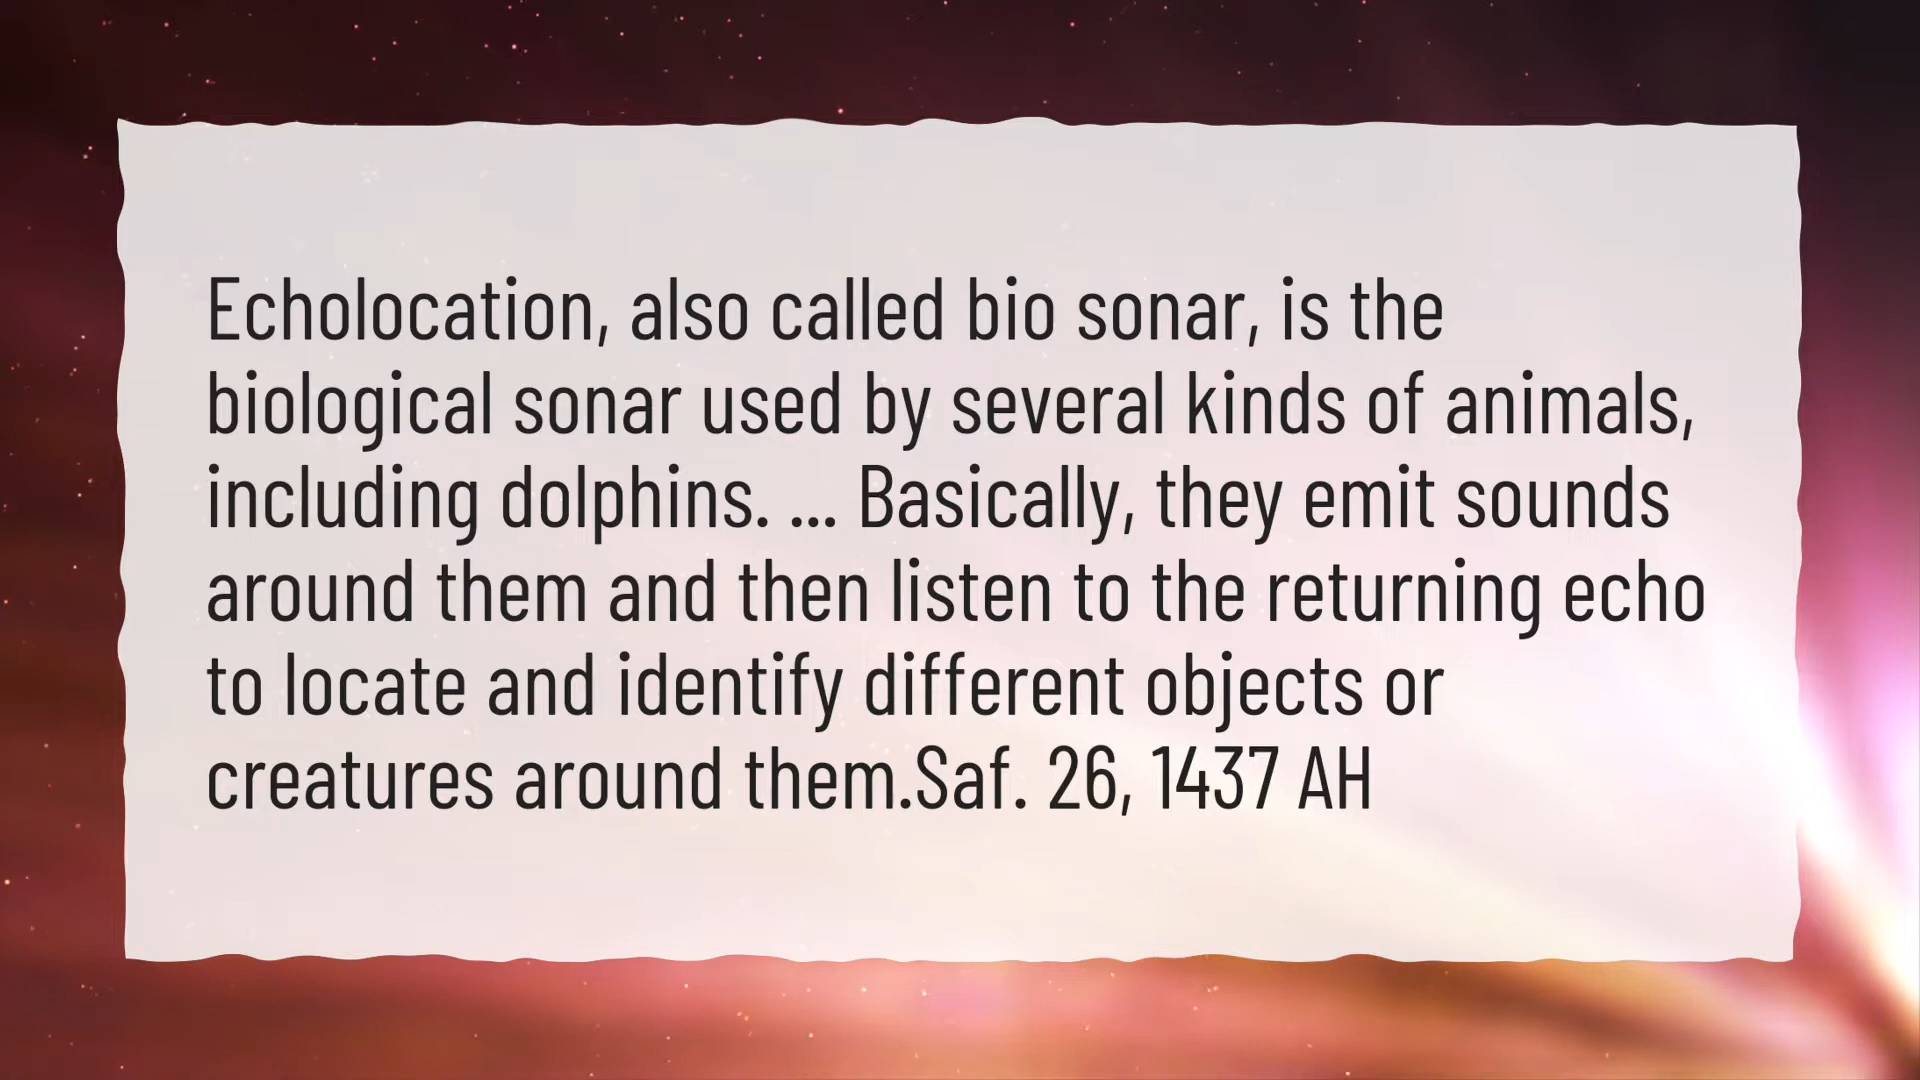 Echolocation, also called bio sonar, is the
biological sonar used by several kinds of animals,
including dolphins. ... Basically, they emit sounds
around them and then listen to the returning echo
to locate and identify different objects or
creatures around them.Saf. 26, 1437 AH